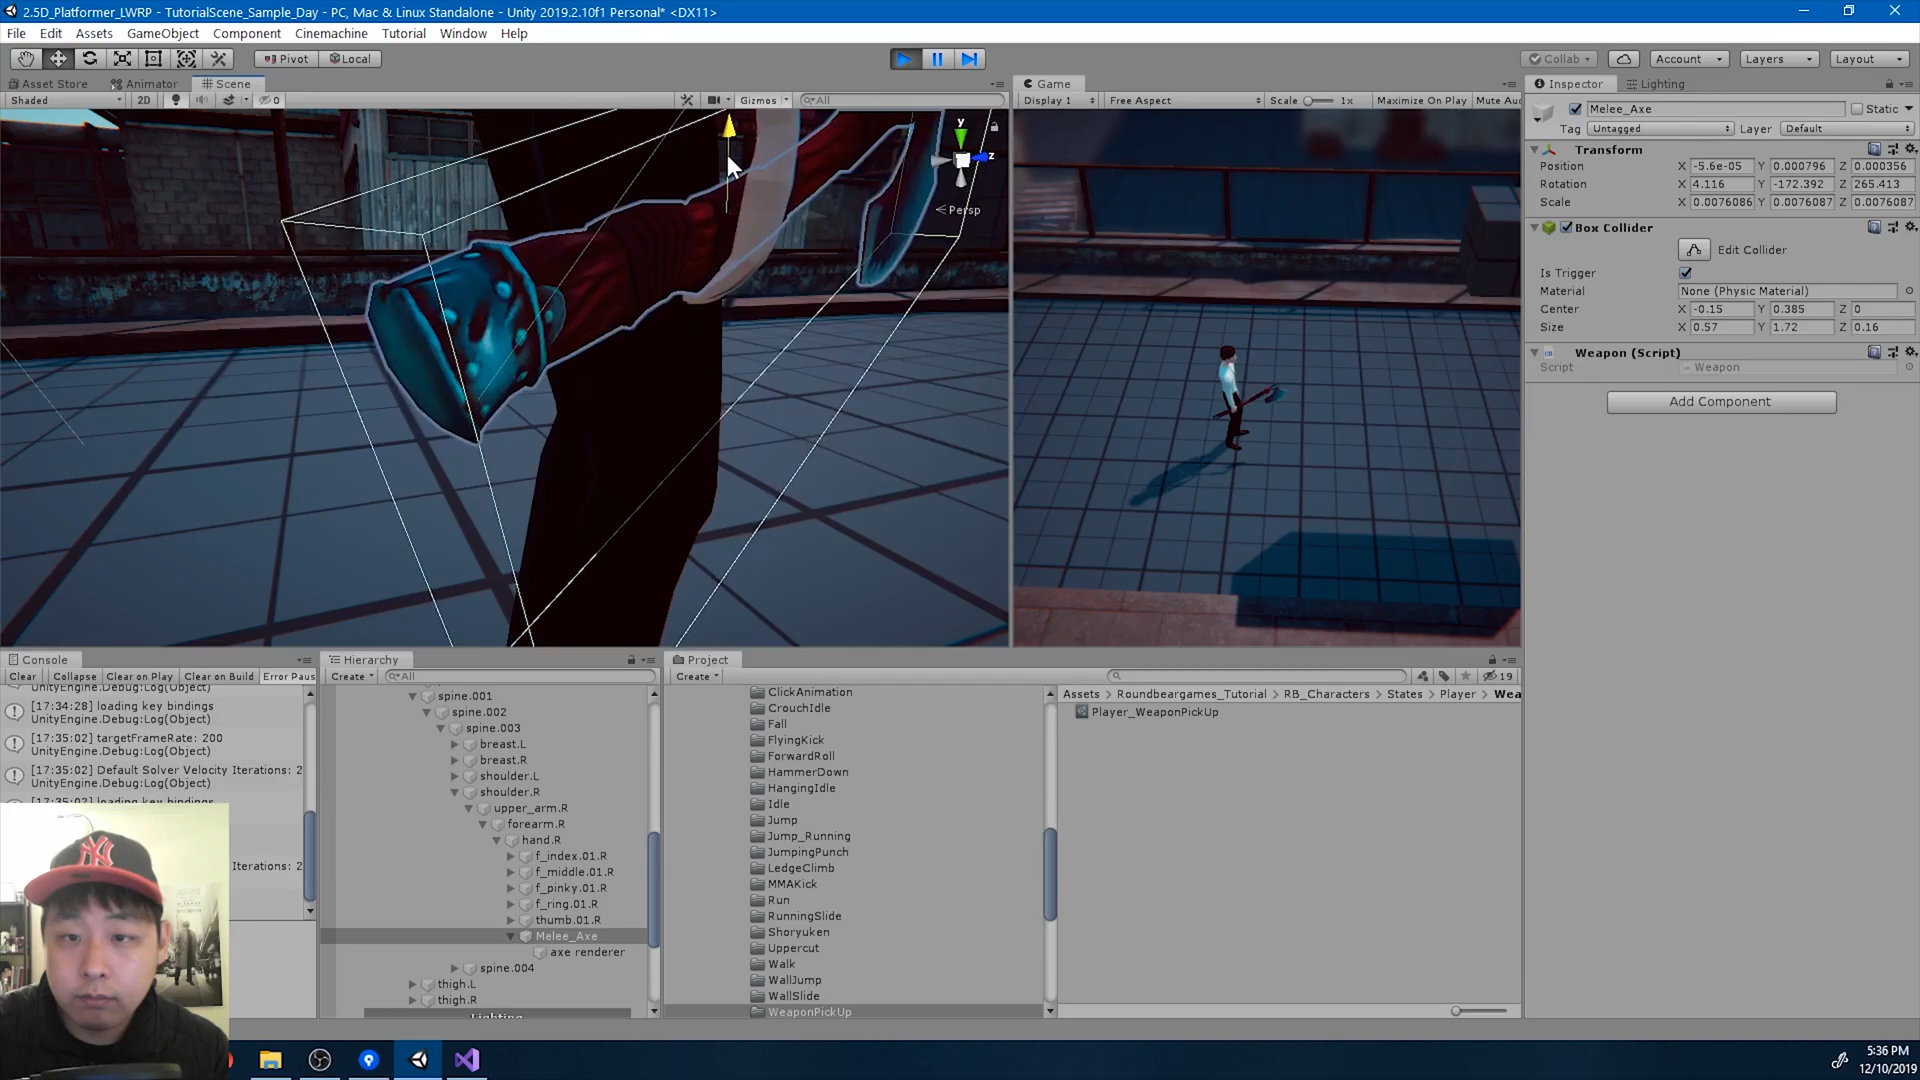 2.5D_Platformer_LWRP - TutorialScene_Sample_Day - PC, Mac & Linux Standalone - Unity 2019.2.10f1 Personal* <DX11>
File Edit Assets GameObject Component Cinemachine Tutorial Window Help
Pivot Local Collab Account Layers Layout
Asset Store Animator Scene Game Inspector Lighting
Shaded 2D 0 Gizmos All Display 1 Free Aspect Scale 1x Maximize On Play Mute Au
Melee_Axe Static
Tag Untagged Layer Default
Transform
Position X -5.6e-05 Y 0.000796 Z 0.000356
Rotation X 4.116 Y -172.392 Z 265.413
Scale X 0.0076086 Y 0.0076087 Z 0.0076087
y
z
Persp
Box Collider
Edit Collider
Is Trigger
Material None (Physic Material)
Center X -0.15 Y 0.385 Z 0
Size X 0.57 Y 1.72 Z 0.16
Weapon (Script)
Script Weapon
Add Component
Console
Clear Collapse Clear on Play Clear on Build Error Paus
UnityEngine.Debug:Log(Object)
[17:34:28] loading key bindings
UnityEngine.Debug:Log(Object)
[17:35:02] targetFrameRate: 200
UnityEngine.Debug:Log(Object)
[17:35:02] Default Solver Velocity Iterations: 2
UnityEngine.Debug:Log(Object)
[17:35:02] loading key bindings
Iterations: 2
Hierarchy
Create All
spine.001
spine.002
spine.003
breast.L
breast.R
shoulder.L
shoulder.R
upper_arm.R
forearm.R
hand.R
f_index.01.R
f_middle.01.R
f_pinky.01.R
f_ring.01.R
thumb.01.R
Melee_Axe
axe renderer
spine.004
thigh.L
thigh.R
Lighting
Project
Create 19
ClickAnimation
CrouchIdle
Fall
FlyingKick
ForwardRoll
HammerDown
HangingIdle
Idle
Jump
Jump_Running
JumpingPunch
LedgeClimb
MMAKick
Run
RunningSlide
Shoryuken
Uppercut
Walk
WallJump
WallSlide
WeaponPickUp
Assets Roundbeargames_Tutorial RB_Characters States Player Wea
Player_WeaponPickUp
5:36 PM
12/10/2019